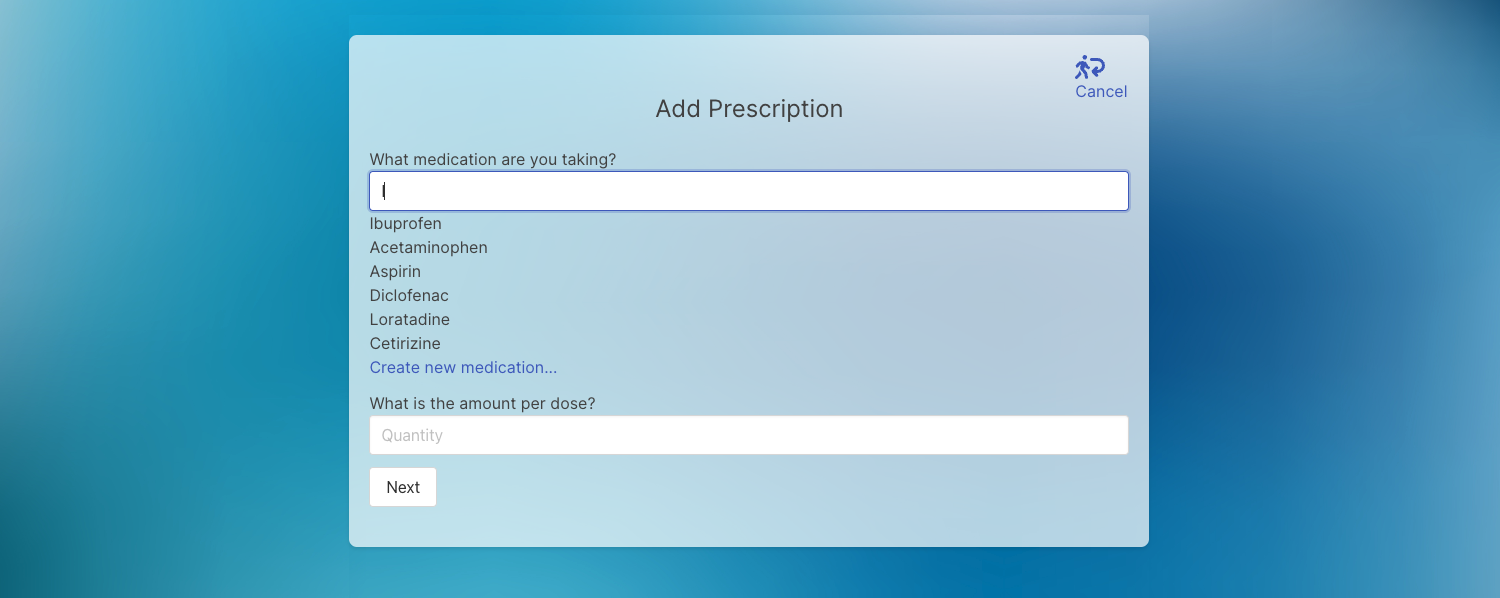 Cancel
Add Prescription
What medication are you taking?
I
Ibuprofen
Acetaminophen
Aspirin
Diclofenac
Loratadine
Cetirizine
Create new medication...
What is the amount per dose?
Quantity
Next